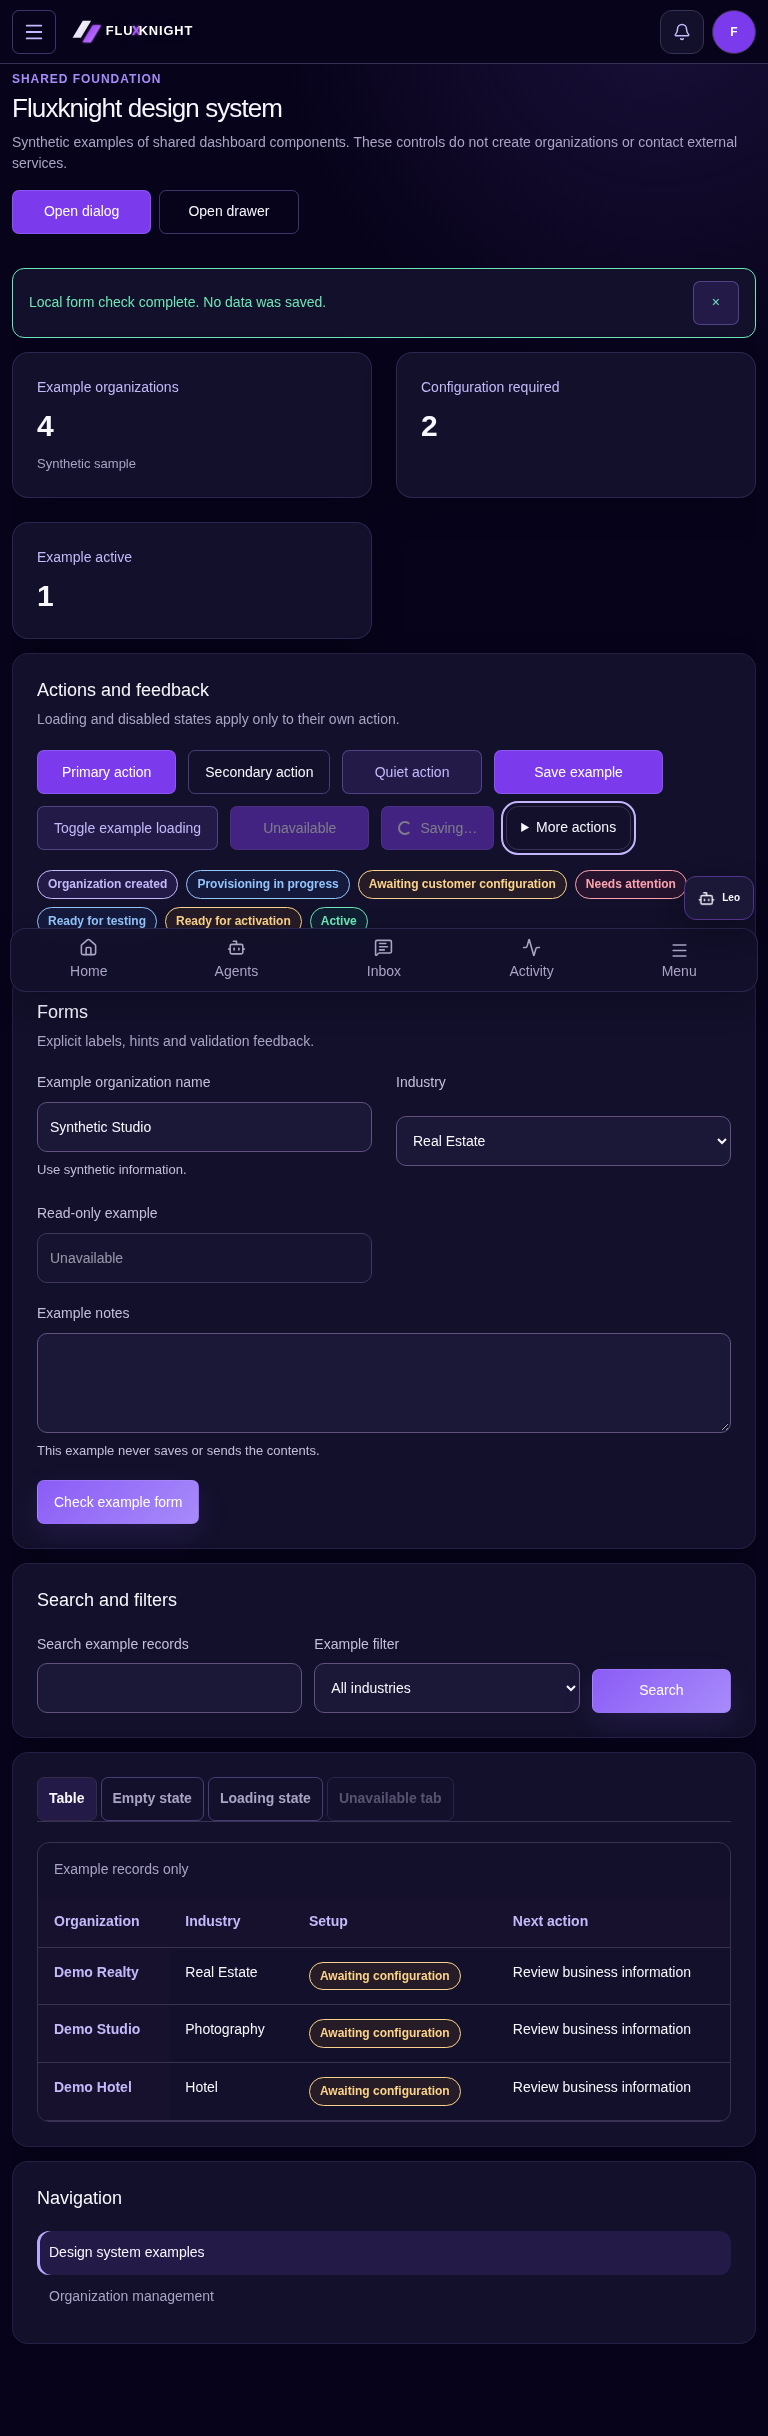 FLUXKNIGHT
F
SHARED FOUNDATION
Fluxknight design system
Synthetic examples of shared dashboard components. These controls do not create organizations or contact external
services.
Open dialog
Open drawer
Local form check complete. No data was saved.
×
Example organizations
4
Synthetic sample
Configuration required
2
Example active
1
Actions and feedback
Loading and disabled states apply only to their own action.
Primary action
Secondary action
Quiet action
Save example
Toggle example loading
Unavailable
Saving…
More actions
Organization created
Provisioning in progress
Awaiting customer configuration
Needs attention
Leo
Ready for testing
Ready for activation
Active
Home
Agents
Inbox
Activity
Menu
Forms
Explicit labels, hints and validation feedback.
Example organization name
Synthetic Studio
Use synthetic information.
Industry
Real Estate
Read-only example
Unavailable
Example notes
This example never saves or sends the contents.
Check example form
Search and filters
Search example records
Example filter
All industries
Search
Table
Empty state
Loading state
Unavailable tab
Example records only
Organization Industry Setup Next action
Demo Realty Real Estate Awaiting configuration Review business information
Demo Studio Photography Awaiting configuration Review business information
Demo Hotel Hotel Awaiting configuration Review business information
Navigation
Design system examples
Organization management